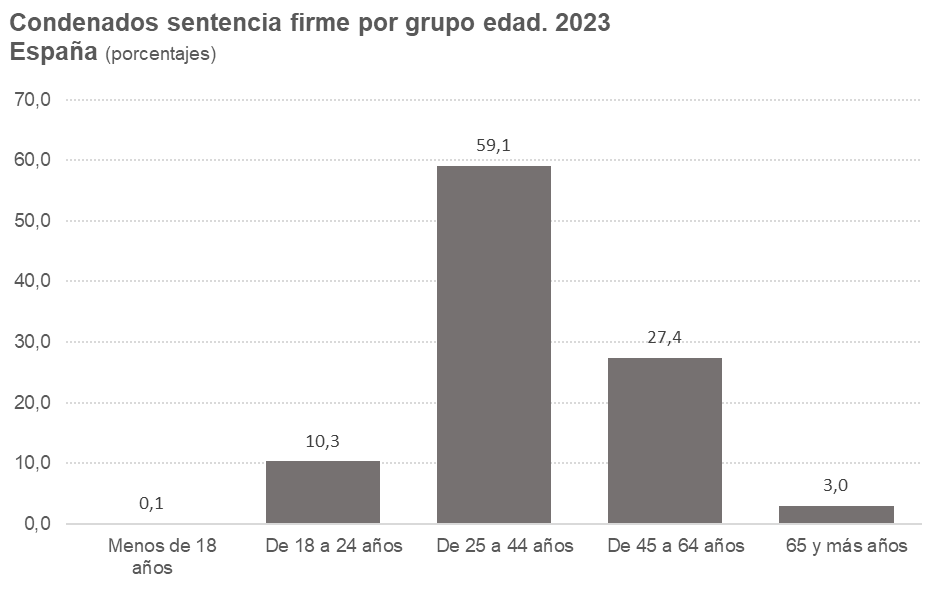 Condenados sentencia firme por grupo edad. 2023
España (porcentajes)
70,0
60,0
50,0
40,0
30,0
20,0
10,0
0,0
0,1
10,3
59,1
27,4
3,0
Menos de 18
años
De 18 a 24 años
De 25 a 44 años
De 45 a 64 años
65 y más años